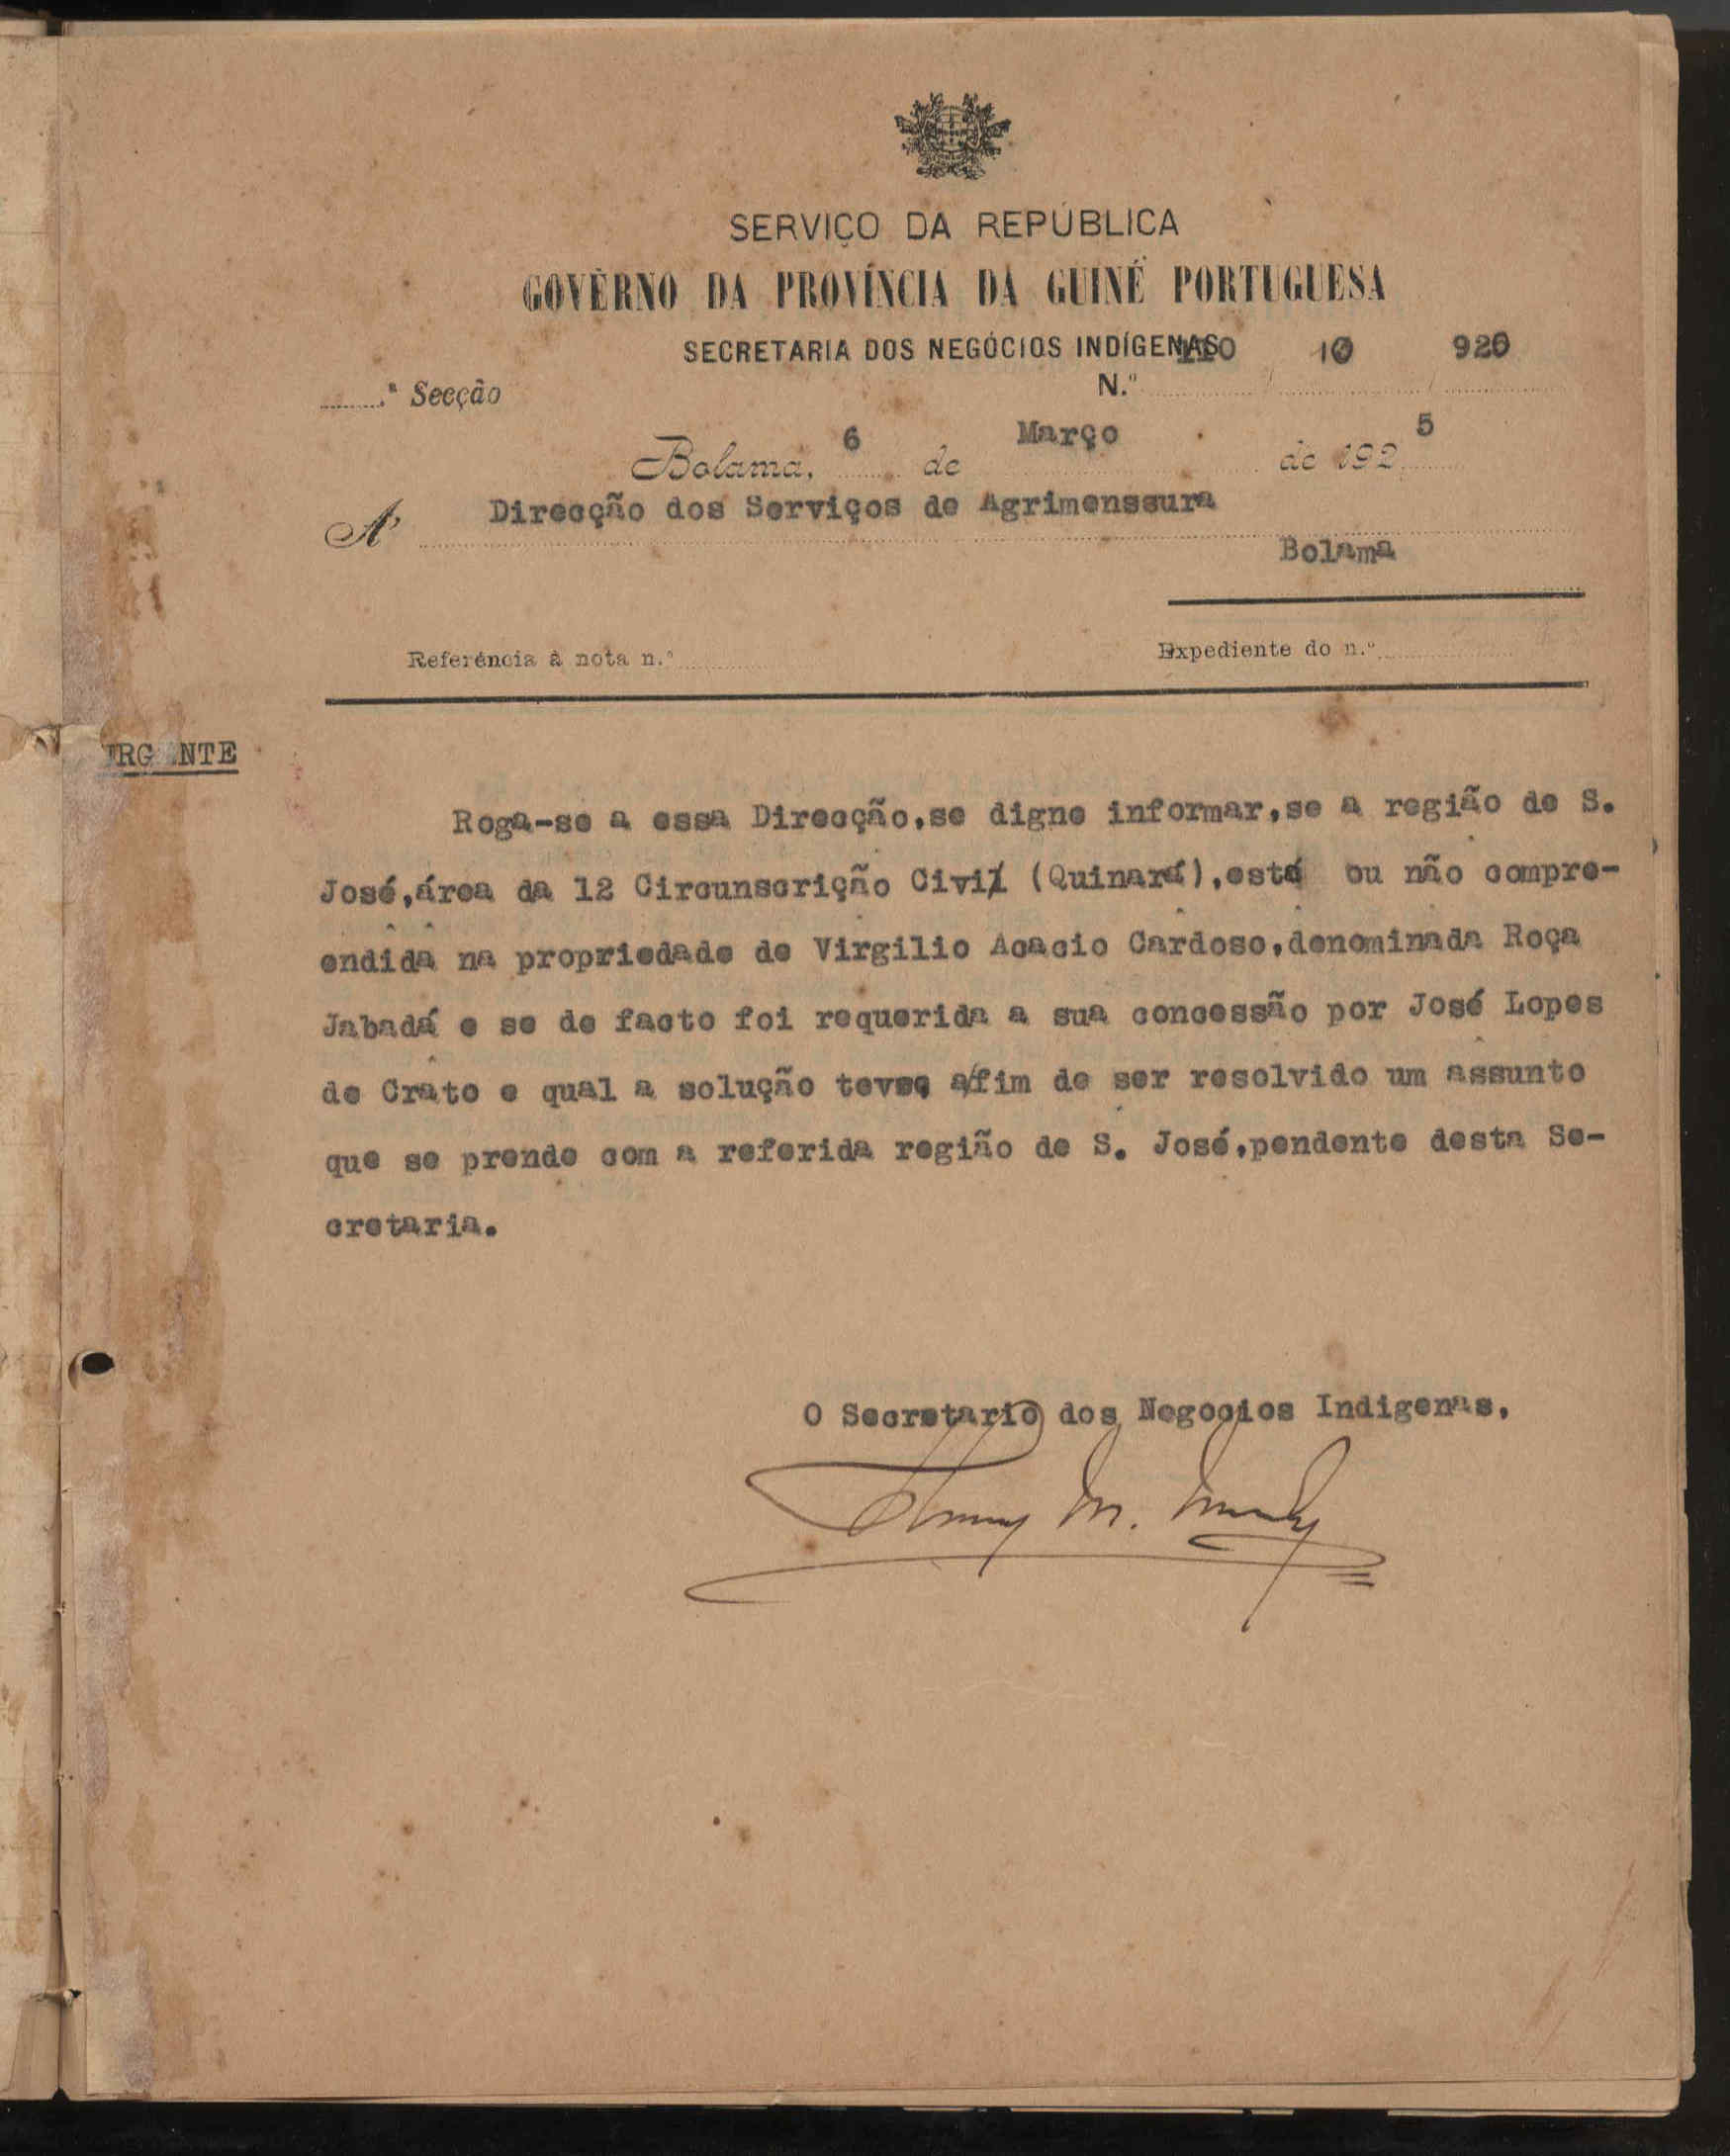 SERVIÇO DA REPÚBLICA
GOVÊRNO DA PROVÍNCIA DA GUINÉ PORTUGUESA
SECRETARIA DOS NEGÓCIOS INDÍGENAS
10 920
.ª Secção
N.º / /
Bolama, 6 de Março de 1925
A' Direcção dos Serviços de Agrimenssura
Bolama
Referência à nota n.º
Expediente do n.º
URGENTE
Roga-se a essa Direcção,se digne informar,se a região de S.
José,área da 12 Circunscrição Civil (Quinará),está ou não compre-
endida na propriedade de Virgilio Acacio Cardoso,denominada Roça
Jabadá e se de facto foi requerida a sua concessão por José Lopes
de Crato e qual a solução teve, afim de ser resolvido um assunto
que se prende com a referida região de S. José,pendente desta Se-
cretaria.
O Secretario dos Negocios Indigenas,